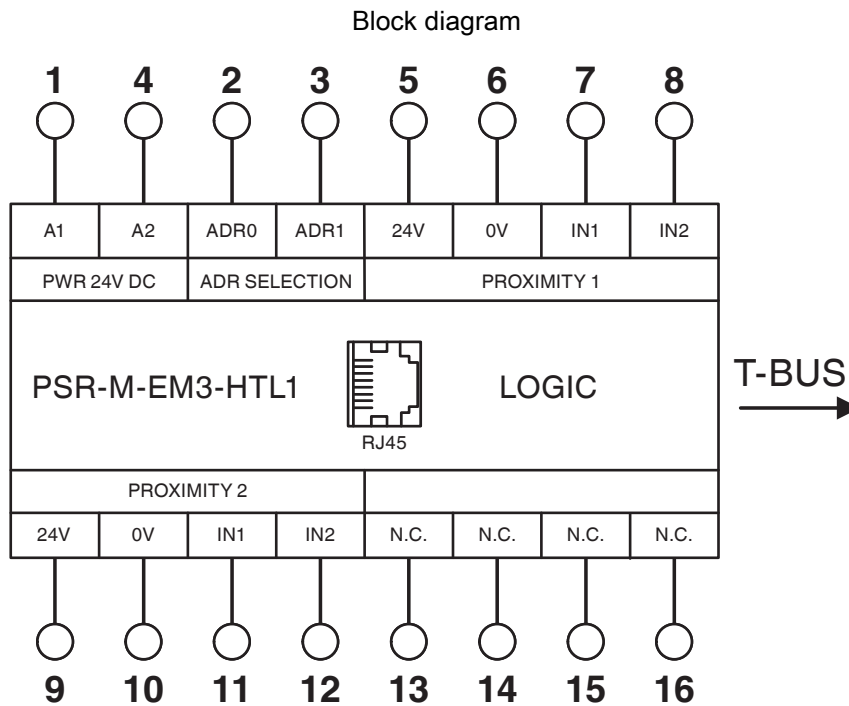 Block diagram
1 4 2 3 5 6 7 8
A1 A2 ADR0 ADR1 24V 0V IN1 IN2
PWR 24V DC ADR SELECTION PROXIMITY 1
PSR-M-EM3-HTL1 LOGIC T-BUS
RJ45
PROXIMITY 2
24V 0V IN1 IN2 N.C. N.C. N.C. N.C.
9 10 11 12 13 14 15 16